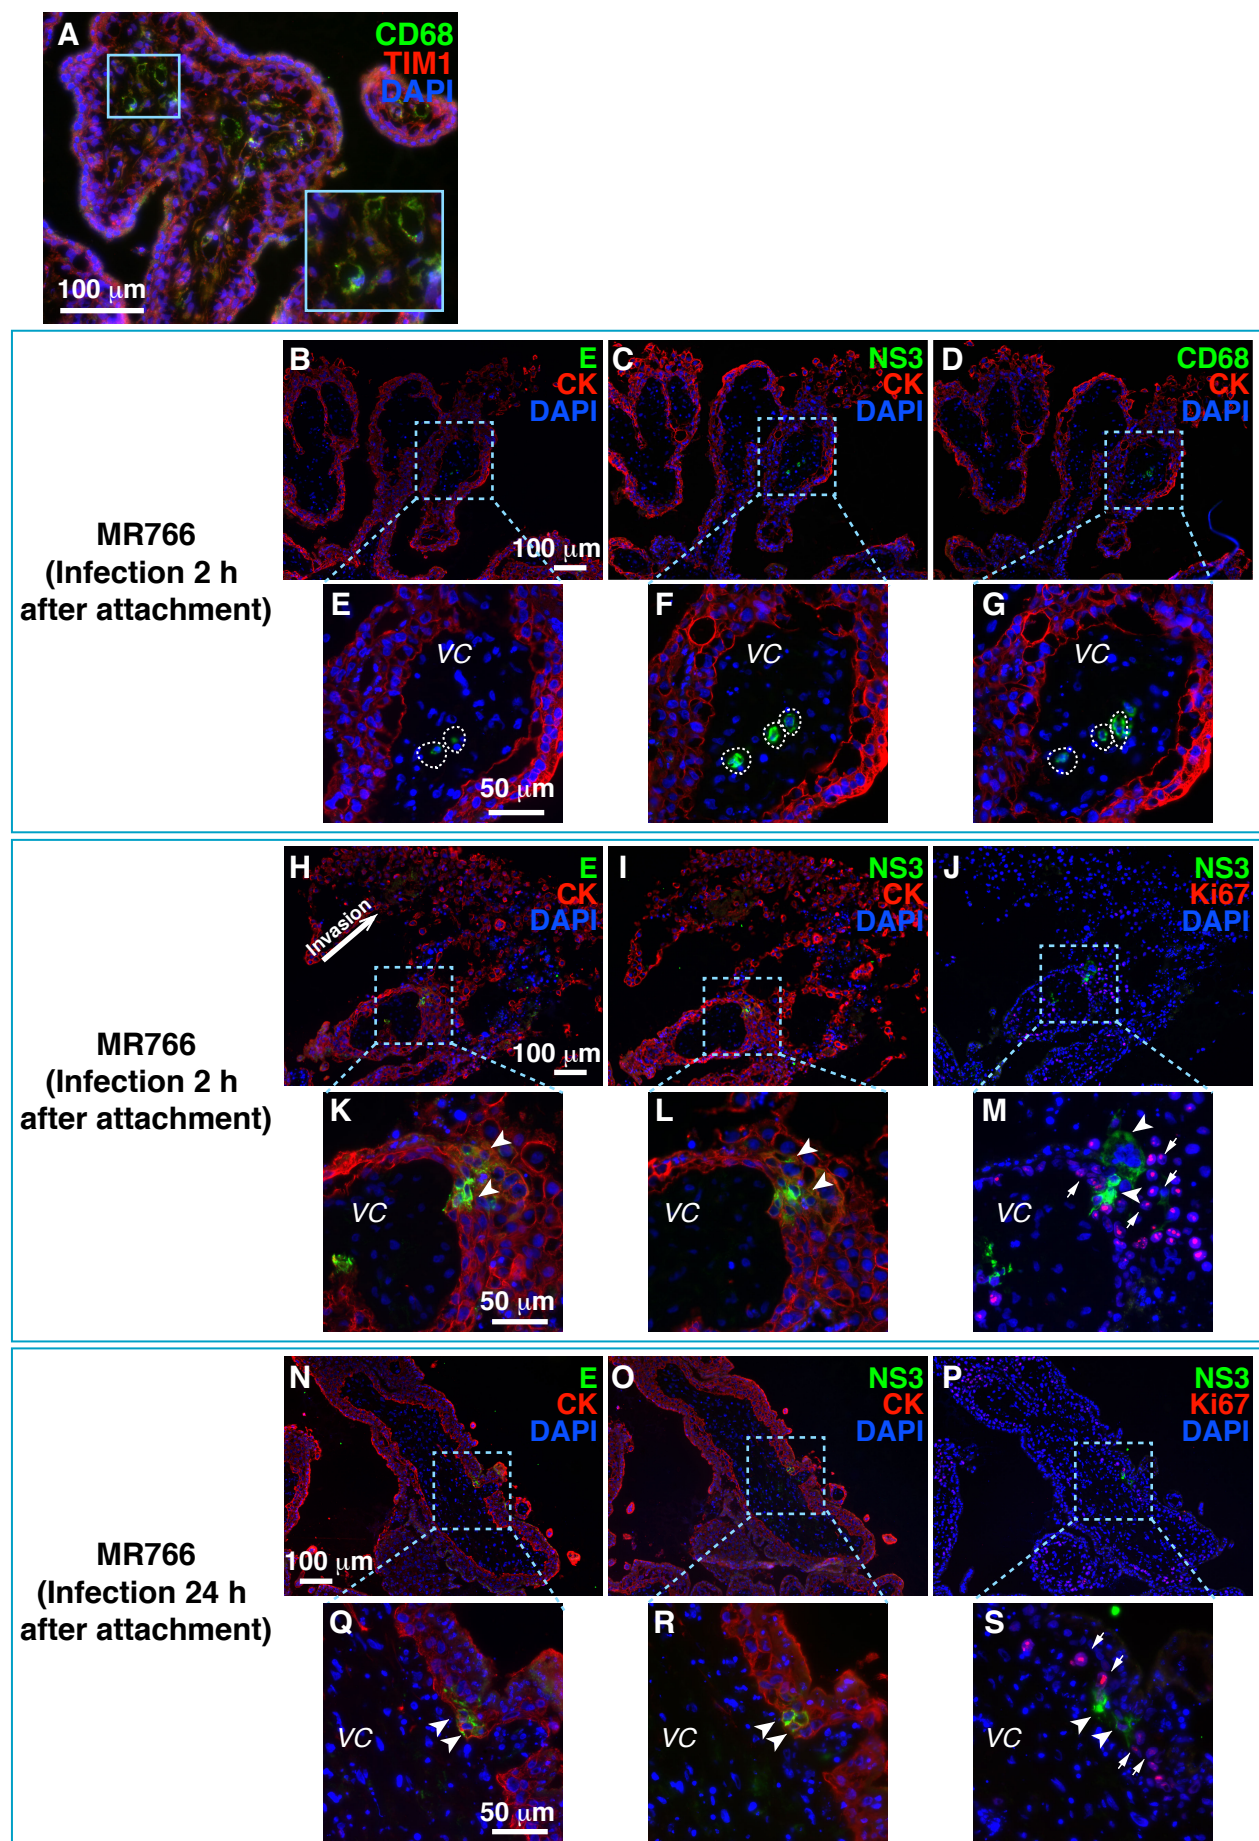 A
CD68
TIM1
DAPI
100 μm
MR766
(Infection 2 h
after attachment)
B
E
CK
DAPI
100 μm
C
NS3
CK
DAPI
D
CD68
CK
DAPI
E
VC
50 μm
F
VC
G
VC
MR766
(Infection 2 h
after attachment)
H
E
CK
DAPI
Invasion
100 μm
I
NS3
CK
DAPI
J
NS3
Ki67
DAPI
K
VC
50 μm
L
VC
M
VC
MR766
(Infection 24 h
after attachment)
N
E
CK
DAPI
100 μm
O
NS3
CK
DAPI
P
NS3
Ki67
DAPI
Q
VC
50 μm
R
VC
S
VC